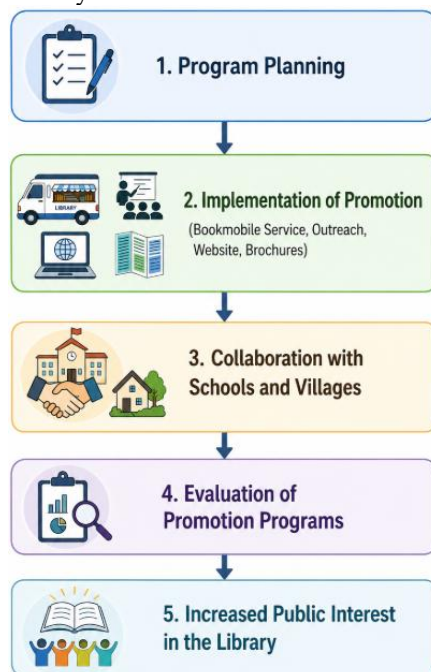 1. Program Planning
2. Implementation of Promotion
(Bookmobile Service, Outreach,
Website, Brochures)
LIBRARY
3. Collaboration with
Schools and Villages
4. Evaluation of
Promotion Programs
5. Increased Public Interest
in the Library